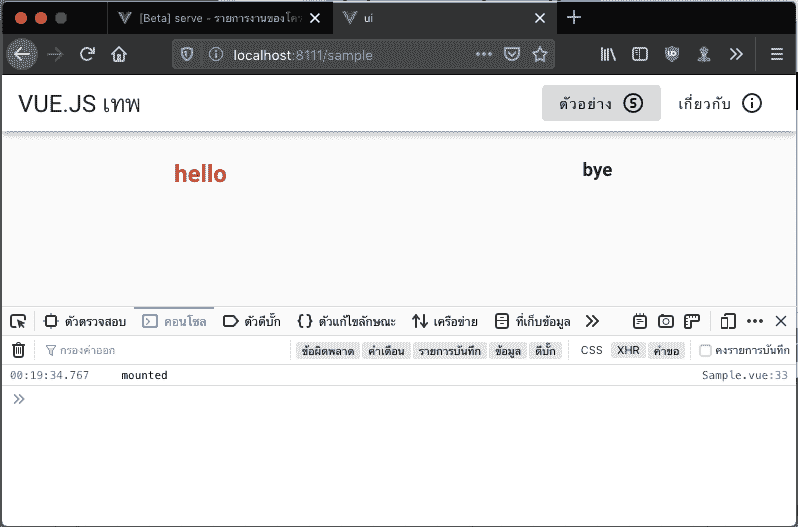 [Beta] serve - รายการงานของโคร
ui
localhost:8111/sample
VUE.JS เทพ
ตัวอย่าง 5
เกี่ยวกับ
hello
bye
ตัวตรวจสอบ คอนโซล ตัวดีบั๊ก ตัวแก้ไขลักษณะ เครือข่าย ที่เก็บข้อมูล
กรองค่าออก ข้อผิดพลาด คำเตือน รายการบันทึก ข้อมูล ดีบั๊ก CSS XHR คำขอ คงรายการบันทึก
00:19:34.767 mounted Sample.vue:33